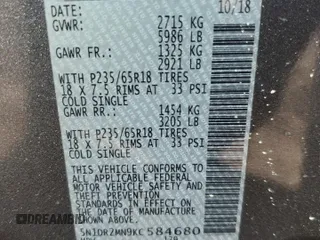 DATE: 10/18
GVWR: 2715 KG
5986 LB
GAWR FR: 1325 KG
2921 LB
WITH P235/65R18 TIRES
18 X 7.5 RIMS AT 33 PSI
COLD SINGLE
GAWR RR: 1454 KG
3205 LB
WITH P235/65R18 TIRES
18 X 7.5 RIMS AT 33 PSI
COLD SINGLE
THIS VEHICLE CONFORMS TO
ALL APPLICABLE FEDERAL
MOTOR VEHICLE SAFETY AND
THEFT PREVENTION STANDARDS
IN EFFECT ON THE DATE OF
MANUFACTURE SHOWN
ABOVE.
5N1DR2MN9KC584680